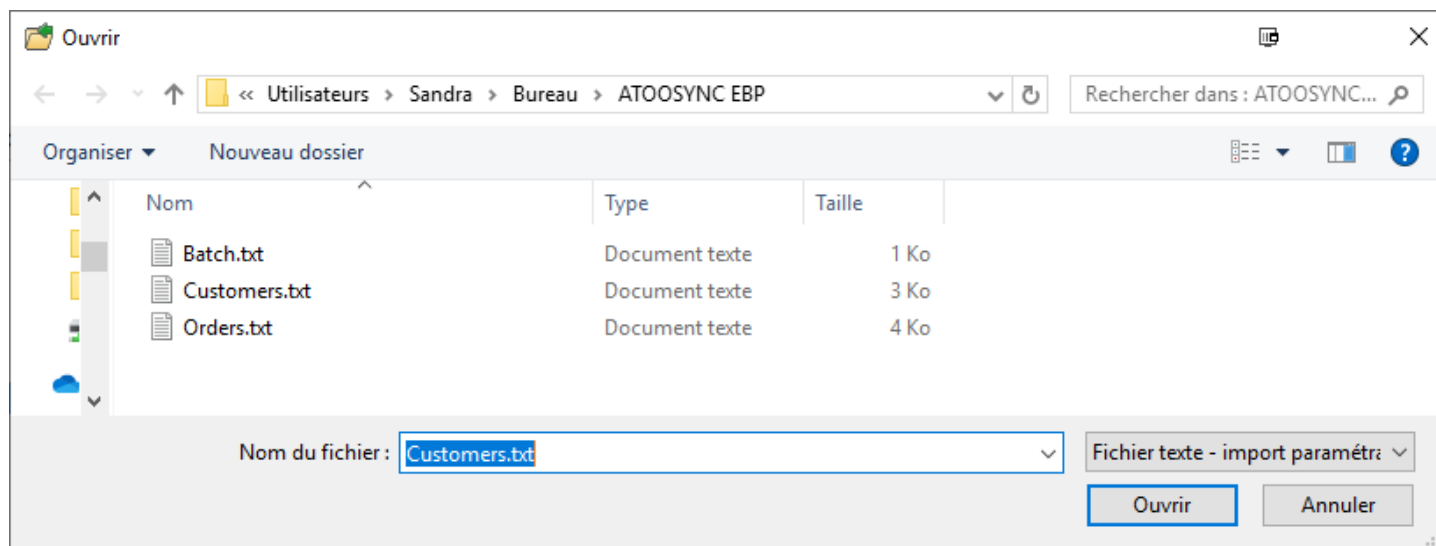 Ouvrir
« Utilisateurs > Sandra > Bureau > ATOOSYNC EBP
Rechercher dans : ATOOSYNC...
Organiser Nouveau dossier
Nom Type Taille
Batch.txt Document texte 1 Ko
Customers.txt Document texte 3 Ko
Orders.txt Document texte 4 Ko
Nom du fichier : Customers.txt Fichier texte - import paramétra
Ouvrir Annuler